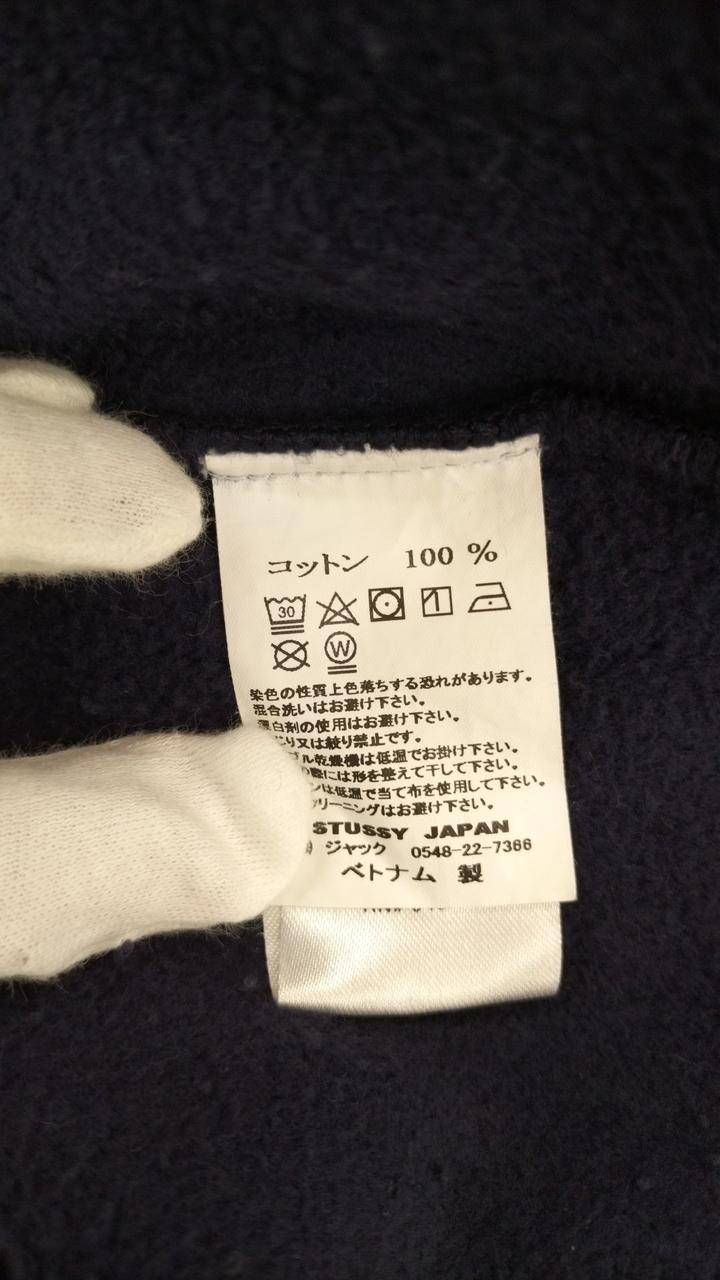 コットン 100 %
30
W
染色の性質上色落ちする恐れがあります。
混合洗いはお避け下さい。
白剤の使用はお避け下さい。
り又は絞り禁止です。
ブル乾燥機は低温でお掛け下さい。
際には形を整えて干して下さい。
ンは低温で当て布を使用して下さい。
クリーニングはお避け下さい。
STUSSY JAPAN
ジャック 0548-22-7366
ベトナム 製